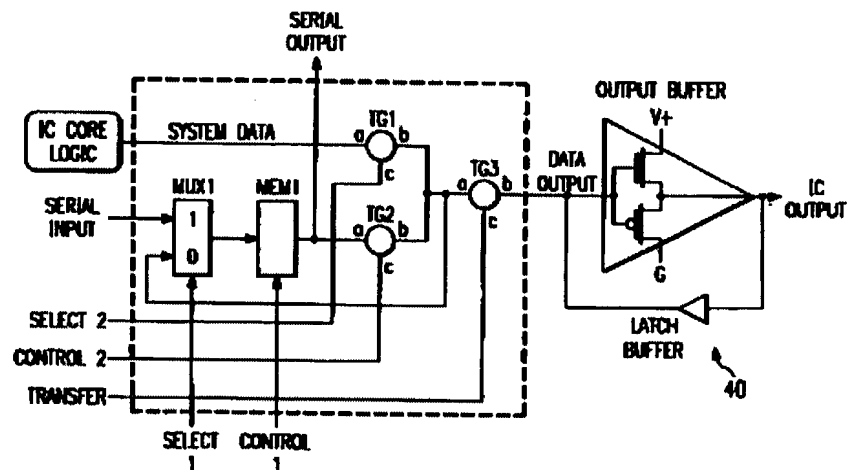 SERIAL
OUTPUT
OUTPUT BUFFER
V+
IC CORE
LOGIC
SYSTEM DATA
TG1
a b
c
TG3
a b
c
DATA
OUTPUT
IC
OUTPUT
MUX1
MEM1
SERIAL
INPUT
1
0
TG2
a b
c
G
SELECT 2
LATCH
BUFFER
CONTROL 2
40
TRANSFER
SELECT
1
CONTROL
1